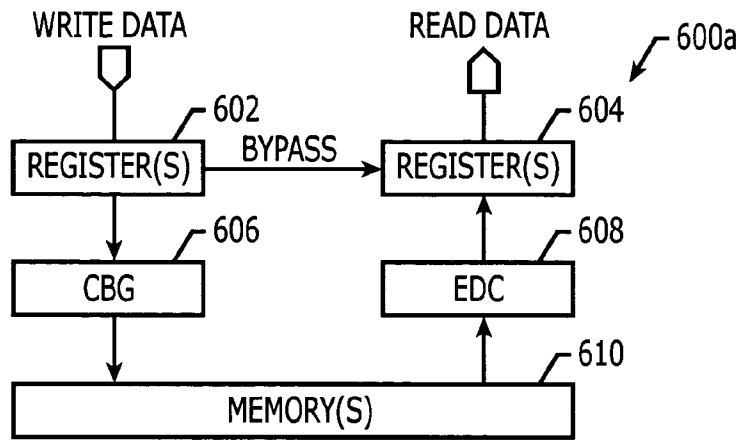 WRITE DATA
READ DATA
600a
602
604
REGISTER(S)
BYPASS
REGISTER(S)
606
608
CBG
EDC
610
MEMORY(S)